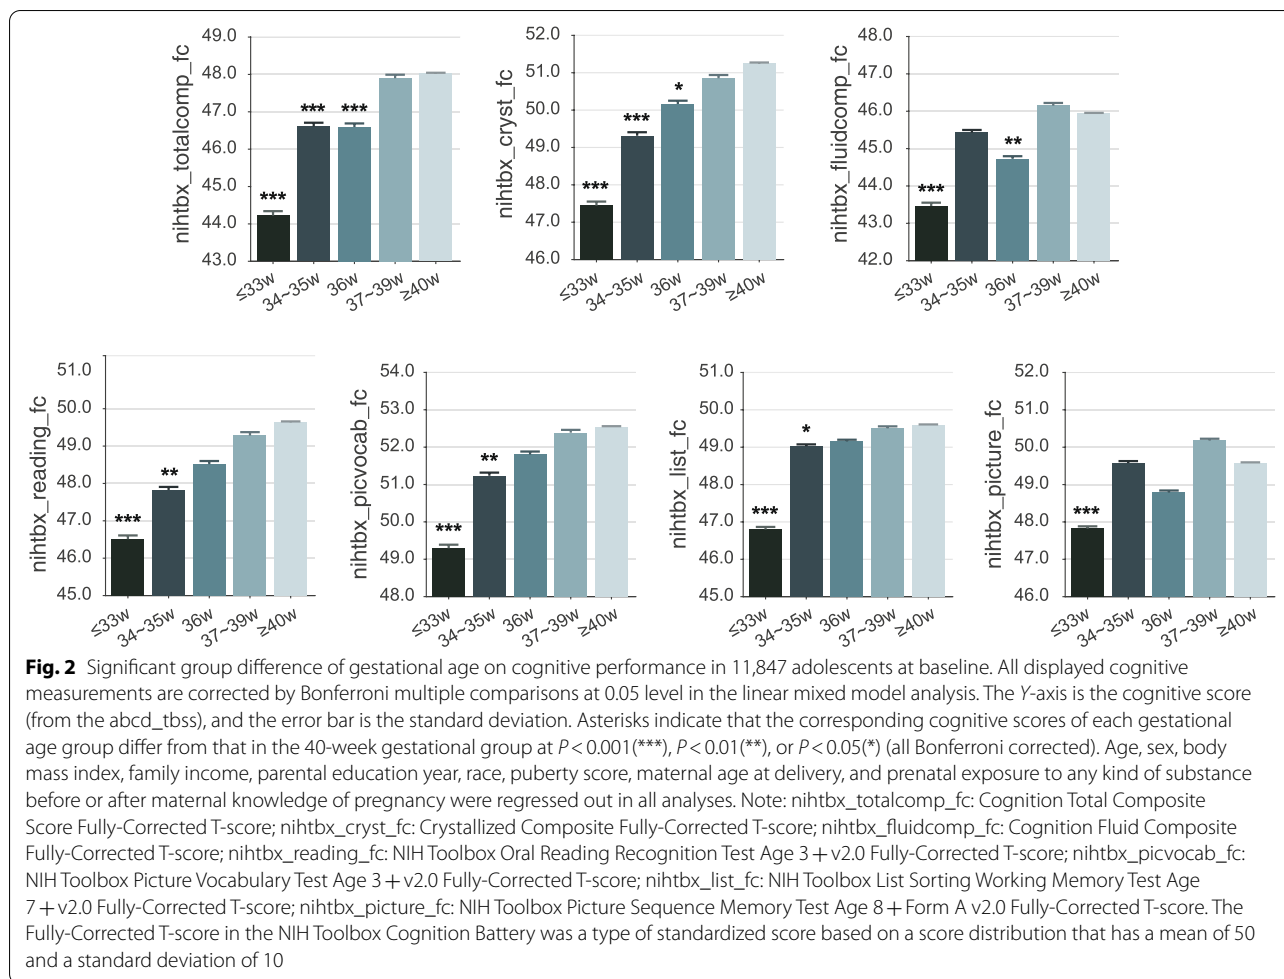 49.0
48.0
47.0
46.0
45.0
44.0
43.0
nihtbx_totalcomp_fc
***
***
***
≤33w
34~35w
36w
37~39w
≥40w
52.0
51.0
50.0
49.0
48.0
47.0
46.0
nihtbx_cryst_fc
***
***
*
≤33w
34~35w
36w
37~39w
≥40w
48.0
47.0
46.0
45.0
44.0
43.0
42.0
nihtbx_fluidcomp_fc
***
**
≤33w
34~35w
36w
37~39w
≥40w
51.0
50.0
49.0
48.0
47.0
46.0
45.0
nihtbx_reading_fc
***
**
≤33w
34~35w
36w
37~39w
≥40w
54.0
53.0
52.0
51.0
50.0
49.0
48.0
nihtbx_picvocab_fc
***
**
≤33w
34~35w
36w
37~39w
≥40w
51.0
50.0
49.0
48.0
47.0
46.0
45.0
nihtbx_list_fc
***
*
≤33w
34~35w
36w
37~39w
≥40w
52.0
51.0
50.0
49.0
48.0
47.0
46.0
nihtbx_picture_fc
***
≤33w
34~35w
36w
37~39w
≥40w
Fig. 2 Significant group difference of gestational age on cognitive performance in 11,847 adolescents at baseline. All displayed cognitive
measurements are corrected by Bonferroni multiple comparisons at 0.05 level in the linear mixed model analysis. The Y-axis is the cognitive score
(from the abcd_tbss), and the error bar is the standard deviation. Asterisks indicate that the corresponding cognitive scores of each gestational
age group differ from that in the 40-week gestational group at P < 0.001(***), P < 0.01(**), or P < 0.05(*) (all Bonferroni corrected). Age, sex, body
mass index, family income, parental education year, race, puberty score, maternal age at delivery, and prenatal exposure to any kind of substance
before or after maternal knowledge of pregnancy were regressed out in all analyses. Note: nihtbx_totalcomp_fc: Cognition Total Composite
Score Fully-Corrected T-score; nihtbx_cryst_fc: Crystallized Composite Fully-Corrected T-score; nihtbx_fluidcomp_fc: Cognition Fluid Composite
Fully-Corrected T-score; nihtbx_reading_fc: NIH Toolbox Oral Reading Recognition Test Age 3 + v2.0 Fully-Corrected T-score; nihtbx_picvocab_fc:
NIH Toolbox Picture Vocabulary Test Age 3 + v2.0 Fully-Corrected T-score; nihtbx_list_fc: NIH Toolbox List Sorting Working Memory Test Age
7 + v2.0 Fully-Corrected T-score; nihtbx_picture_fc: NIH Toolbox Picture Sequence Memory Test Age 8 + Form A v2.0 Fully-Corrected T-score. The
Fully-Corrected T-score in the NIH Toolbox Cognition Battery was a type of standardized score based on a score distribution that has a mean of 50
and a standard deviation of 10